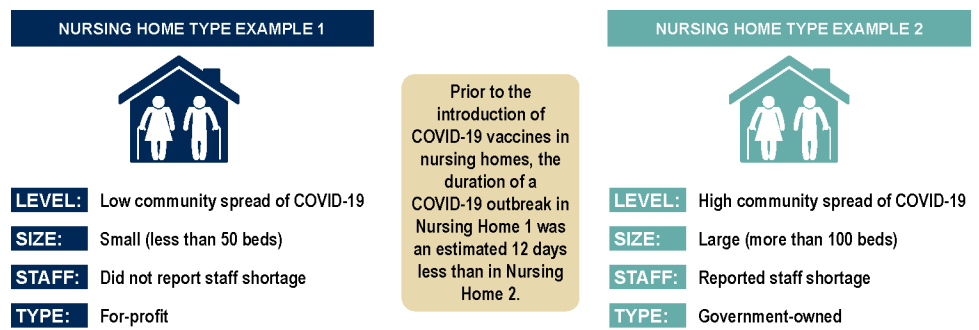 NURSING HOME TYPE EXAMPLE 1
LEVEL: Low community spread of COVID-19
SIZE: Small (less than 50 beds)
STAFF: Did not report staff shortage
TYPE: For-profit
Prior to the
introduction of
COVID-19 vaccines in
nursing homes, the
duration of a
COVID-19 outbreak in
Nursing Home 1 was
an estimated 12 days
less than in Nursing
Home 2.
NURSING HOME TYPE EXAMPLE 2
LEVEL: High community spread of COVID-19
SIZE: Large (more than 100 beds)
STAFF: Reported staff shortage
TYPE: Government-owned